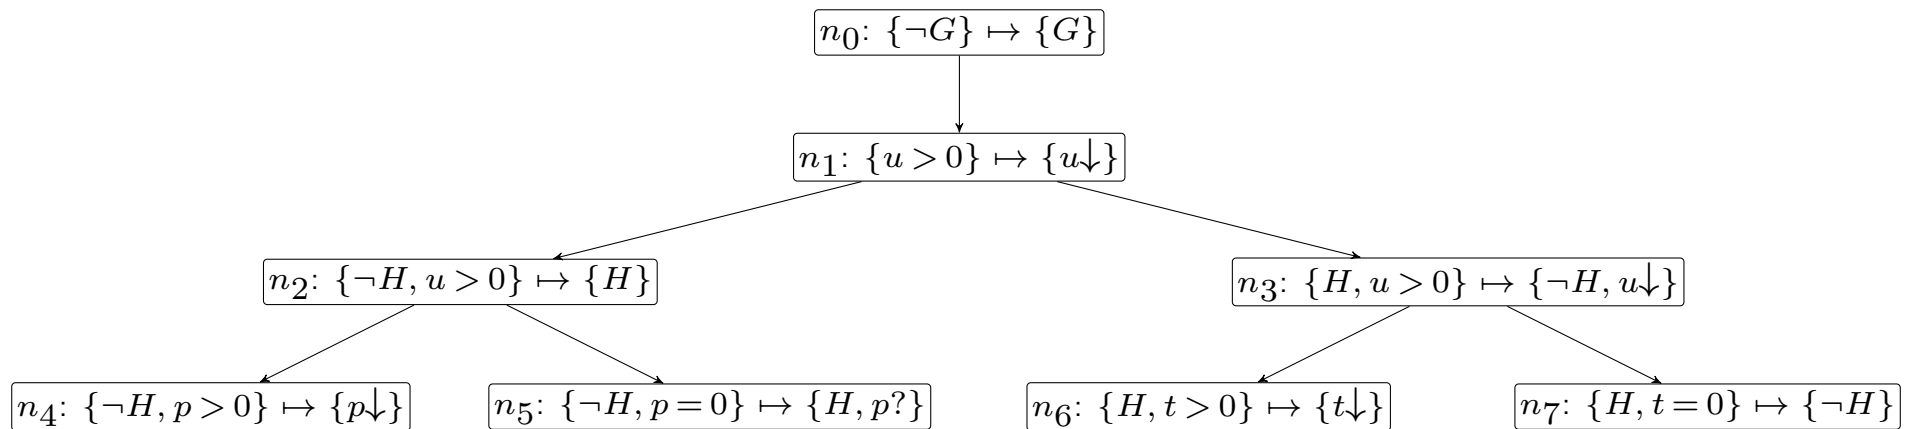 n₀: {¬G} ↦ {G}
n₁: {u > 0} ↦ {u↓}
n₂: {¬H, u > 0} ↦ {H}
n₃: {H, u > 0} ↦ {¬H, u↓}
n₄: {¬H, p > 0} ↦ {p↓}
n₅: {¬H, p = 0} ↦ {H, p?}
n₆: {H, t > 0} ↦ {t↓}
n₇: {H, t = 0} ↦ {¬H}